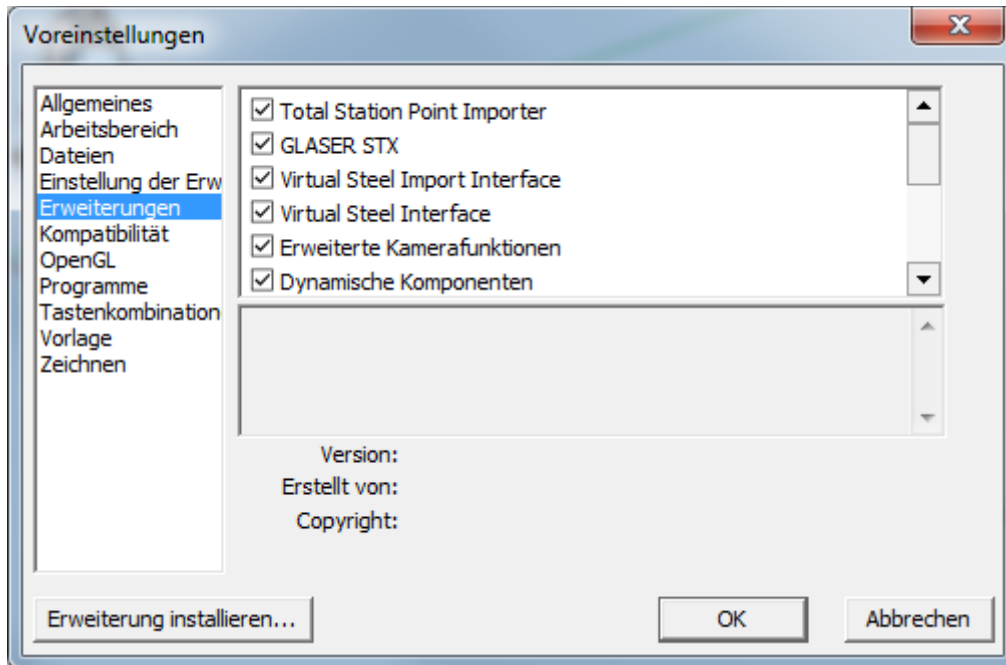 Voreinstellungen
Allgemeines
Arbeitsbereich
Dateien
Einstellung der Erw
Erweiterungen
Kompatibilität
OpenGL
Programme
Tastenkombination
Vorlage
Zeichnen
Total Station Point Importer
GLASER STX
Virtual Steel Import Interface
Virtual Steel Interface
Erweiterte Kamerafunktionen
Dynamische Komponenten
Version:
Erstellt von:
Copyright:
Erweiterung installieren...
OK
Abbrechen